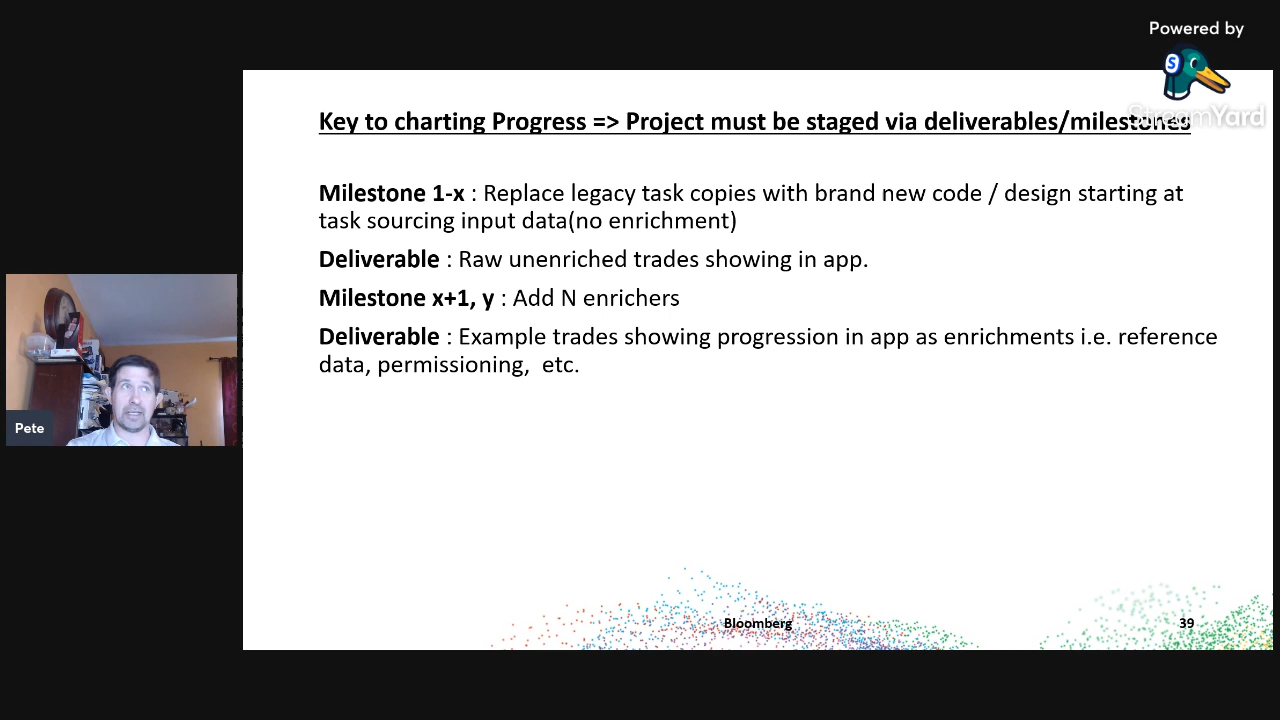 Powered by
StreamYard
Key to charting Progress => Project must be staged via deliverables/milestones
Milestone 1-x : Replace legacy task copies with brand new code / design starting at
task sourcing input data(no enrichment)
Deliverable : Raw unenriched trades showing in app.
Milestone x+1, y : Add N enrichers
Deliverable : Example trades showing progression in app as enrichments i.e. reference
data, permissioning,  etc.
Pete
Bloomberg
39